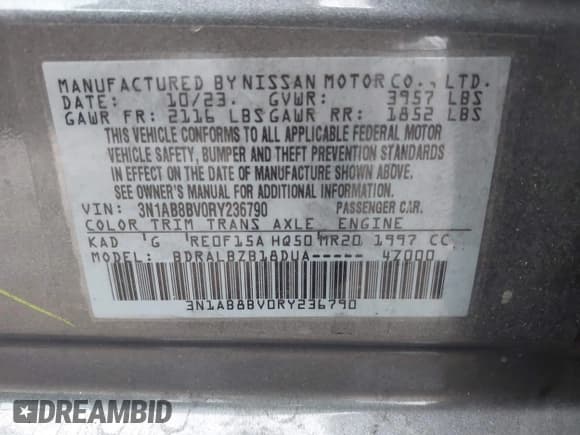 MANUFACTURED BY NISSAN MOTOR CO., LTD.
DATE: 10/23. GVWR: 3957 LBS
GAWR FR: 2116 LBS GAWR RR: 1852 LBS
THIS VEHICLE CONFORMS TO ALL APPLICABLE FEDERAL MOTOR
VEHICLE SAFETY, BUMPER AND THEFT PREVENTION STANDARDS
IN EFFECT ON THE DATE OF MANUFACTURE SHOWN ABOVE.
SEE OWNER'S MANUAL FOR ADDITIONAL INFORMATION.
VIN: 3N1AB8BV0RY236790 PASSENGER CAR.
COLOR TRIM TRANS AXLE ENGINE
KAD G RE0F15A HQ50 MR20 1997 CC
MODEL: BDRALBZB18DUA----- 47000
3N1AB8BV0RY236790
DREAMBID